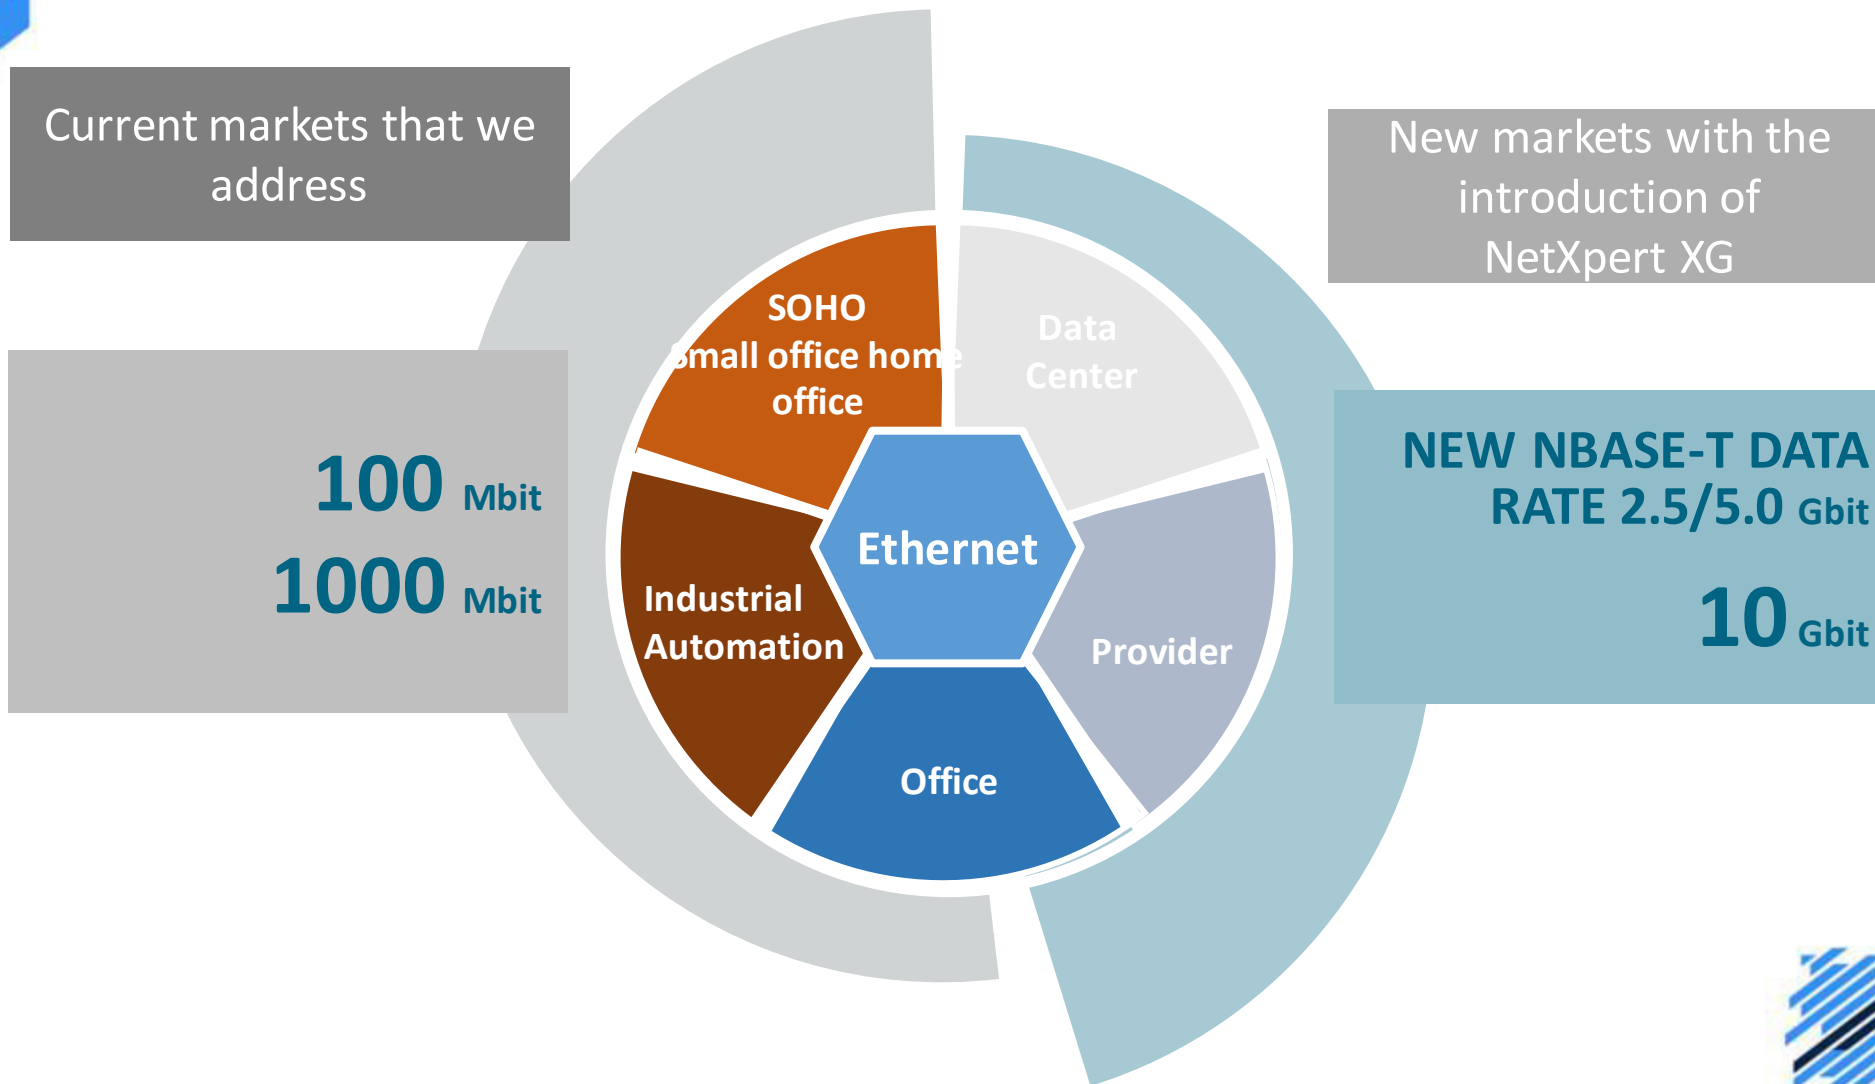 Current markets that we
address
100 Mbit
1000 Mbit
SOHO
Small office home
office
Data
Center
Ethernet
Industrial
Automation
Provider
Office
New markets with the
introduction of
NetXpert XG
NEW NBASE-T DATA
RATE 2.5/5.0 Gbit
10 Gbit